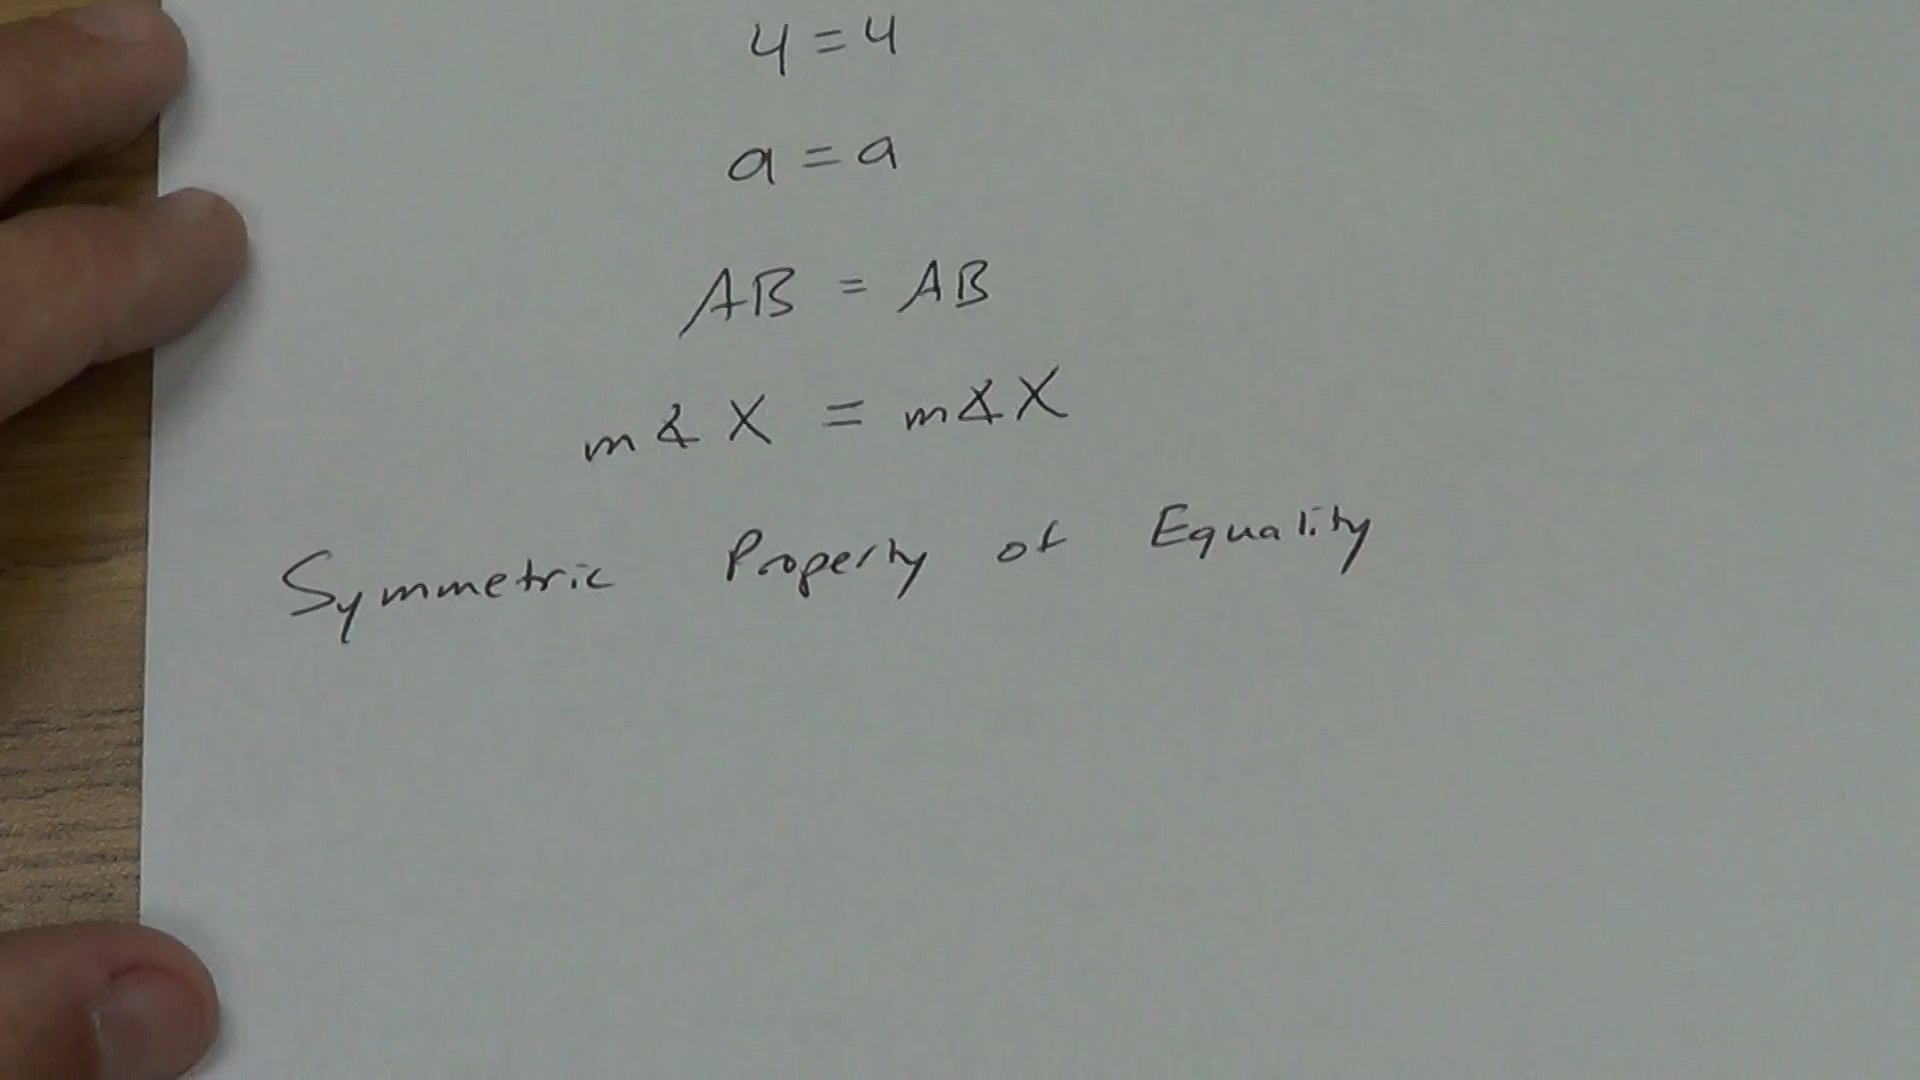 4 = 4
a = a
AB = AB
m∡ X = m∡X
Symmetric Property of Equality